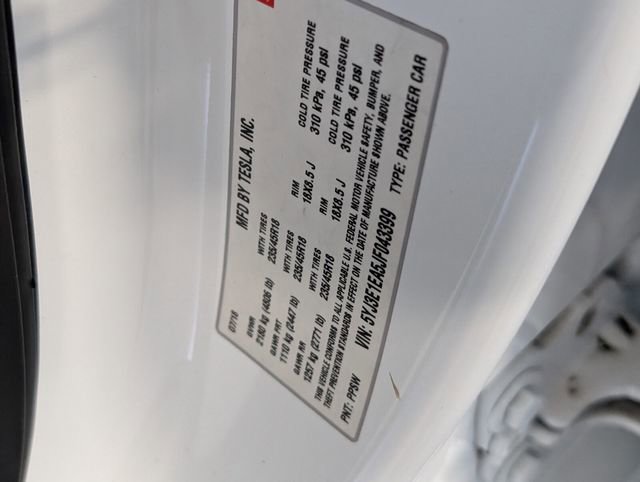 MFD BY TESLA, INC.
07/18
GVWR
2180 kg (4806 lb)
GAWR FRT WITH TIRES RIM COLD TIRE PRESSURE
1110 kg (2447 lb) 235/45R18 18X8.5 J 310 kPa, 45 psi
GAWR RR WITH TIRES RIM COLD TIRE PRESSURE
1257 kg (2771 lb) 235/45R18 18X8.5 J 310 kPa, 45 psi
THIS VEHICLE CONFORMS TO ALL APPLICABLE U.S. FEDERAL MOTOR VEHICLE SAFETY, BUMPER, AND
THEFT PREVENTION STANDARDS IN EFFECT ON THE DATE OF MANUFACTURE SHOWN ABOVE.
VIN: 5YJ3E1EA5JF043399
PNT: PPSW TYPE: PASSENGER CAR